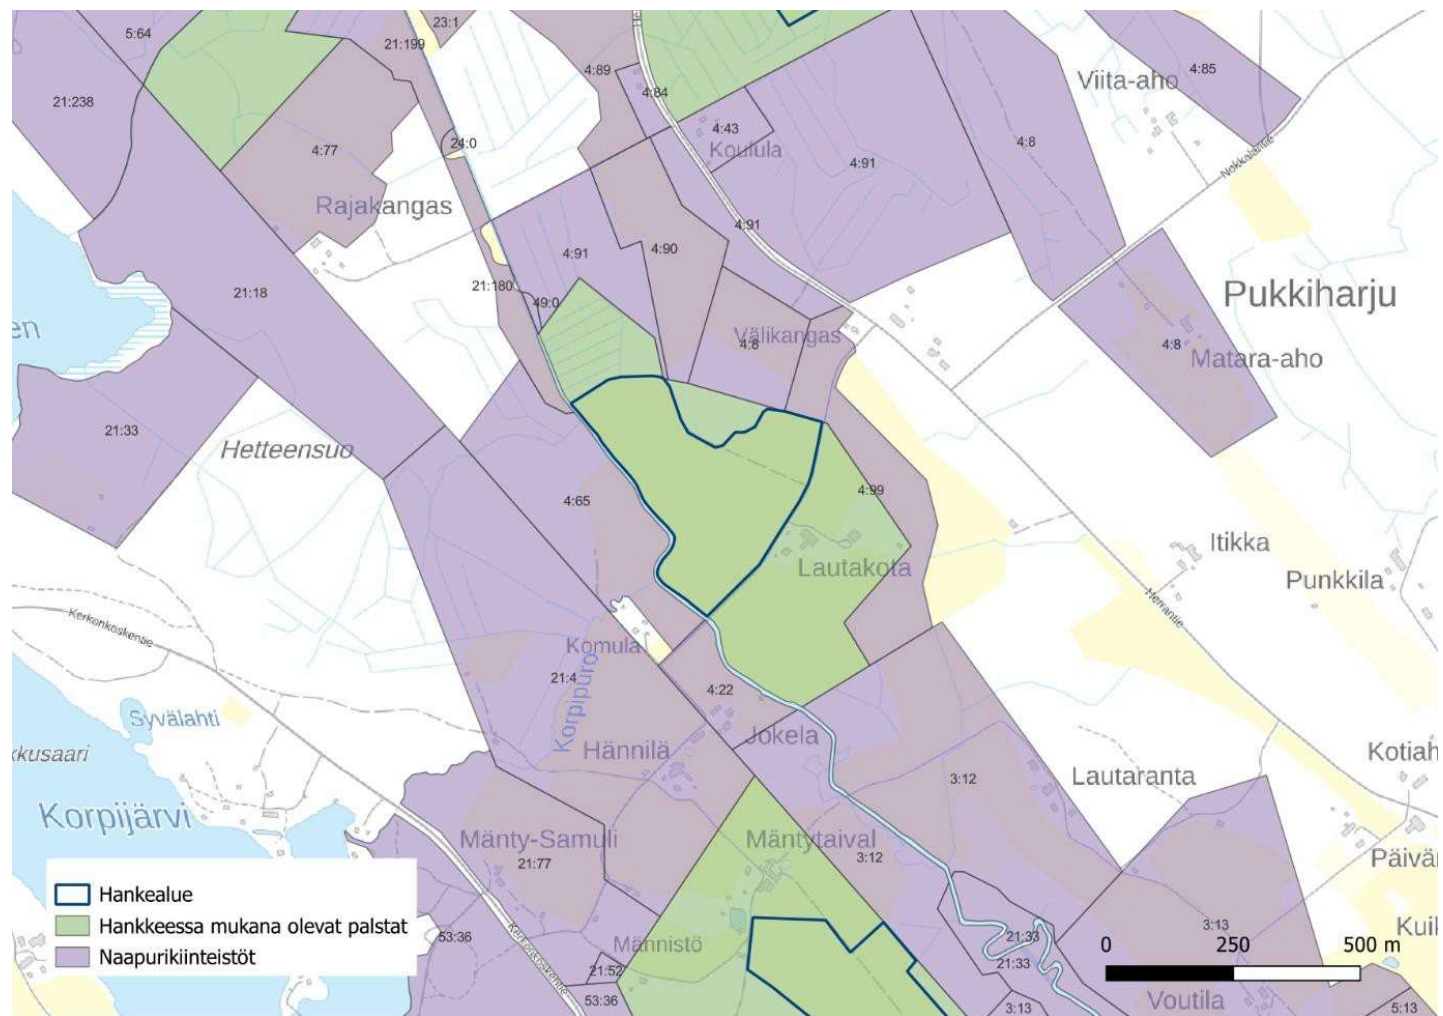 23:1
5:64
21:199
4:89
4:85
Viita-aho
21:238
4:84
4:43
24:0
Koulula
4:8
4:77
4:91
Nokkalantie
Rajakangas
4:91
4:90
4:91
21:180
21:18
49:0
Pukkiharju
en
Välikangas
4:8
4:8
Matara-aho
21:33
Hetteensuo
4:65
4:99
Itikka
Lautakota
Punkkila
Herrantie
Kerkonkoskentie
Komula
21:4
Korpipuro
4:22
Syvälahti
Jokela
Hännilä
kkusaari
Kotiah
3:12
Lautaranta
Korpijärvi
Mänty-Samuli
Mäntytaival
21:77
3:12
Päivä
Hankealue
Hankkeessa mukana olevat palstat
Naapurikiinteistöt
53:36
Kerkonkoskentie
Männistö
21:52
53:36
21:33
21:33
3:13
3:13
Kuik
0 250 500 m
Voutila
5:13